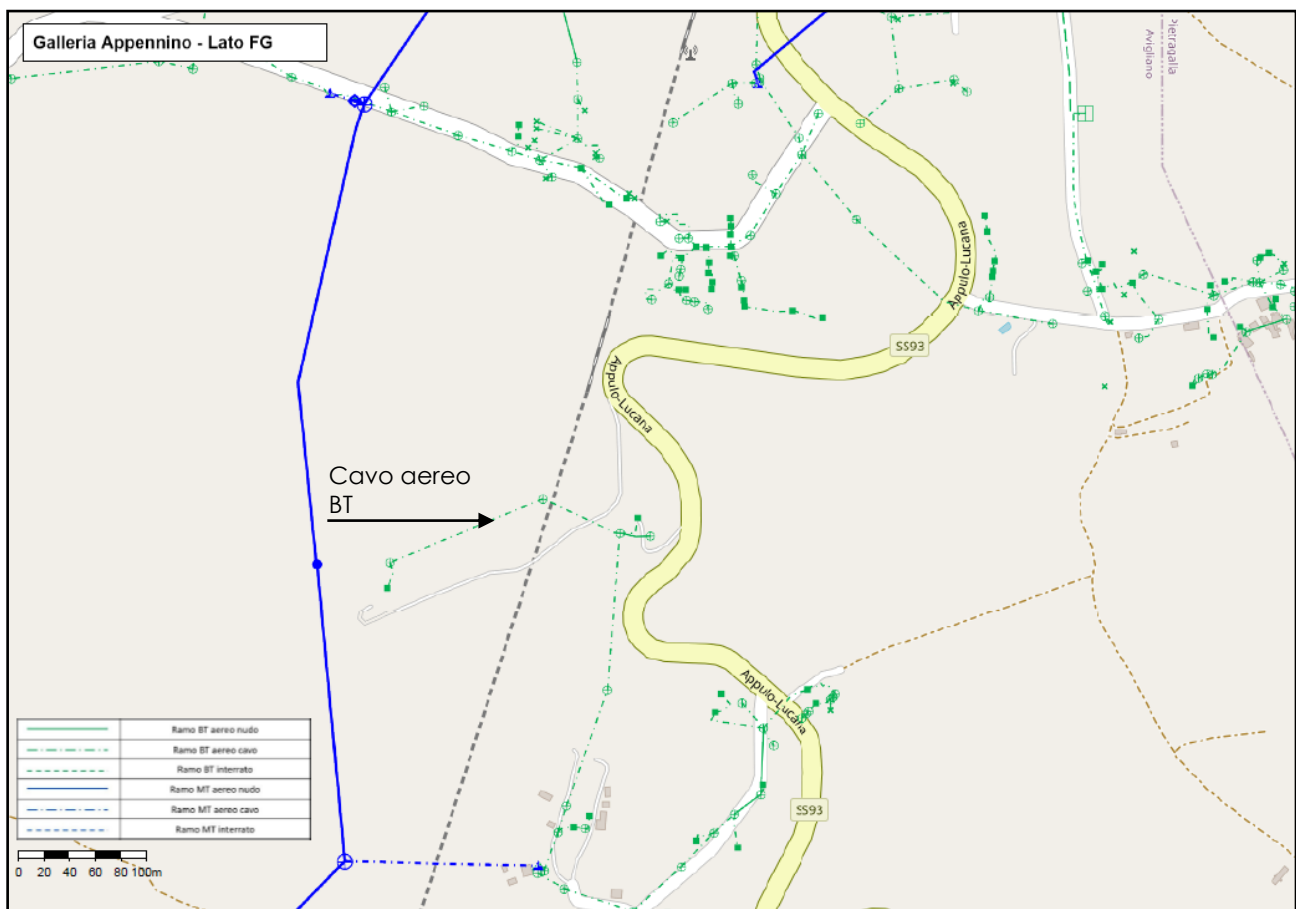 Galleria Appennino - Lato FG
Pietragalla
Avigliano
Appulo-Lucana
SS93
Appulo-Lucana
Cavo aereo
BT
Appulo-Lucana
SS93
Ramo BT aereo nudo
Ramo BT aereo cavo
Ramo BT interrato
Ramo MT aereo nudo
Ramo MT aereo cavo
Ramo MT interrato
0 20 40 60 80 100m